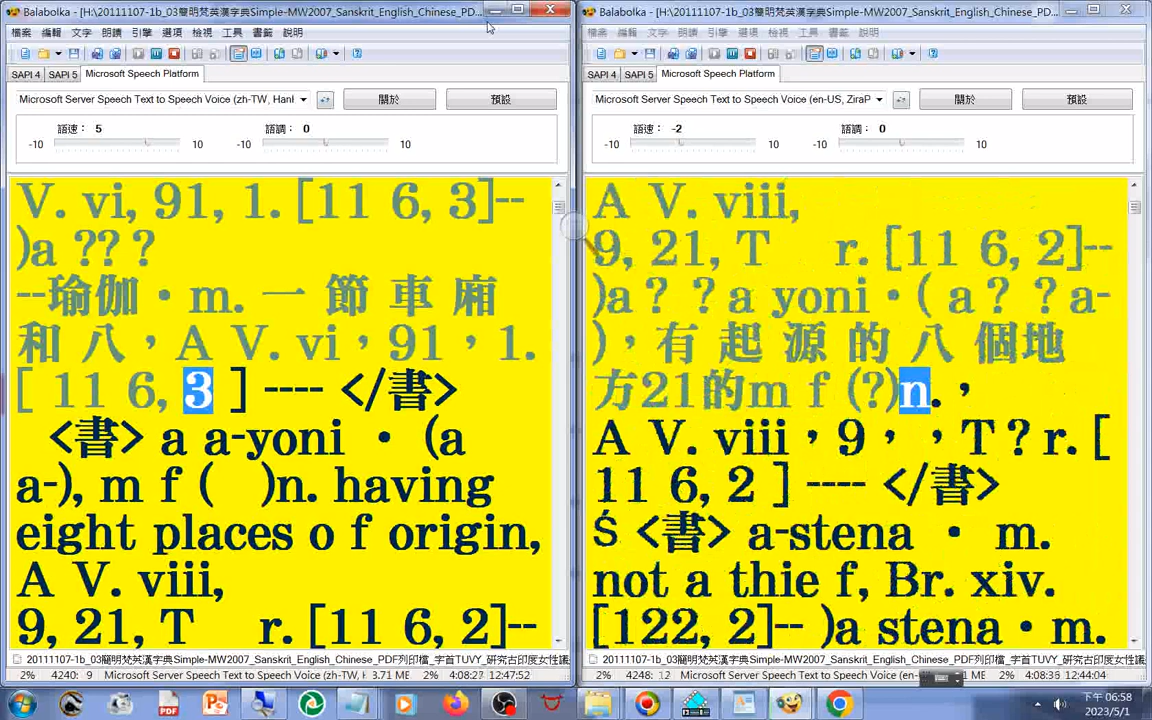 Balabolka - [H:\20111107-1b_03簡明梵英漢字典Simple-MW2007_Sanskrit_English_Chinese_PD...
檔案 編輯 文字 朗讀 引擎 選項 檢視 工具 書籤 說明
SAPI 4 SAPI 5 Microsoft Speech Platform
Microsoft Server Speech Text to Speech Voice (zh-TW, Hanl
關於 預設
語速： 5 語調： 0
-10 10 -10 10
V. vi, 91, 1. [11 6, 3]--
)a ?? ?
--瑜伽・m. 一 節 車 廂
和 八，A V. vi，91，1.
[ 11 6, 3 ] ---- </書>
<書> a a-yoni ・ (a
a-), m f ( )n. having
eight places o f origin,
A V. viii,
9, 21, T r. [11 6, 2]--
20111107-1b_03簡明梵英漢字典Simple-MW2007_Sanskrit_English_Chinese_PDF列印檔_字首TUVY_研究古印度女性議
2% 4240: 9 Microsoft Server Speech Text to Speech Voice (zh-TW, H 3.71 ME 2% 4:08:27 12:47:52
Balabolka - [H:\20111107-1b_03簡明梵英漢字典Simple-MW2007_Sanskrit_English_Chinese_PD...
檔案 編輯 文字 朗讀 引擎 選項 檢視 工具 書籤 說明
SAPI 4 SAPI 5 Microsoft Speech Platform
Microsoft Server Speech Text to Speech Voice (en-US, ZiraP
關於 預設
語速： -2 語調： 0
-10 10 -10 10
A V. viii,
9, 21, T r. [11 6, 2]--
)a ? ? a yoni・( a ? ? a-
)，有 起 源 的 八 個地
方21的m f (?)n.，
A V. viii，9，，T ? r. [
11 6, 2 ] ---- </書>
Ś <書> a-stena ・ m.
not a thie f, Br. xiv.
[122, 2]-- )a stena・m.
20111107-1b_03簡明梵英漢字典Simple-MW2007_Sanskrit_English_Chinese_PDF列印檔_字首TUVY_研究古印度女性議
2% 4248: 12 Microsoft Server Speech Text to Speech Voice (en- 2% 4:08:36 12:44:04
下午 06:58
2023/5/1